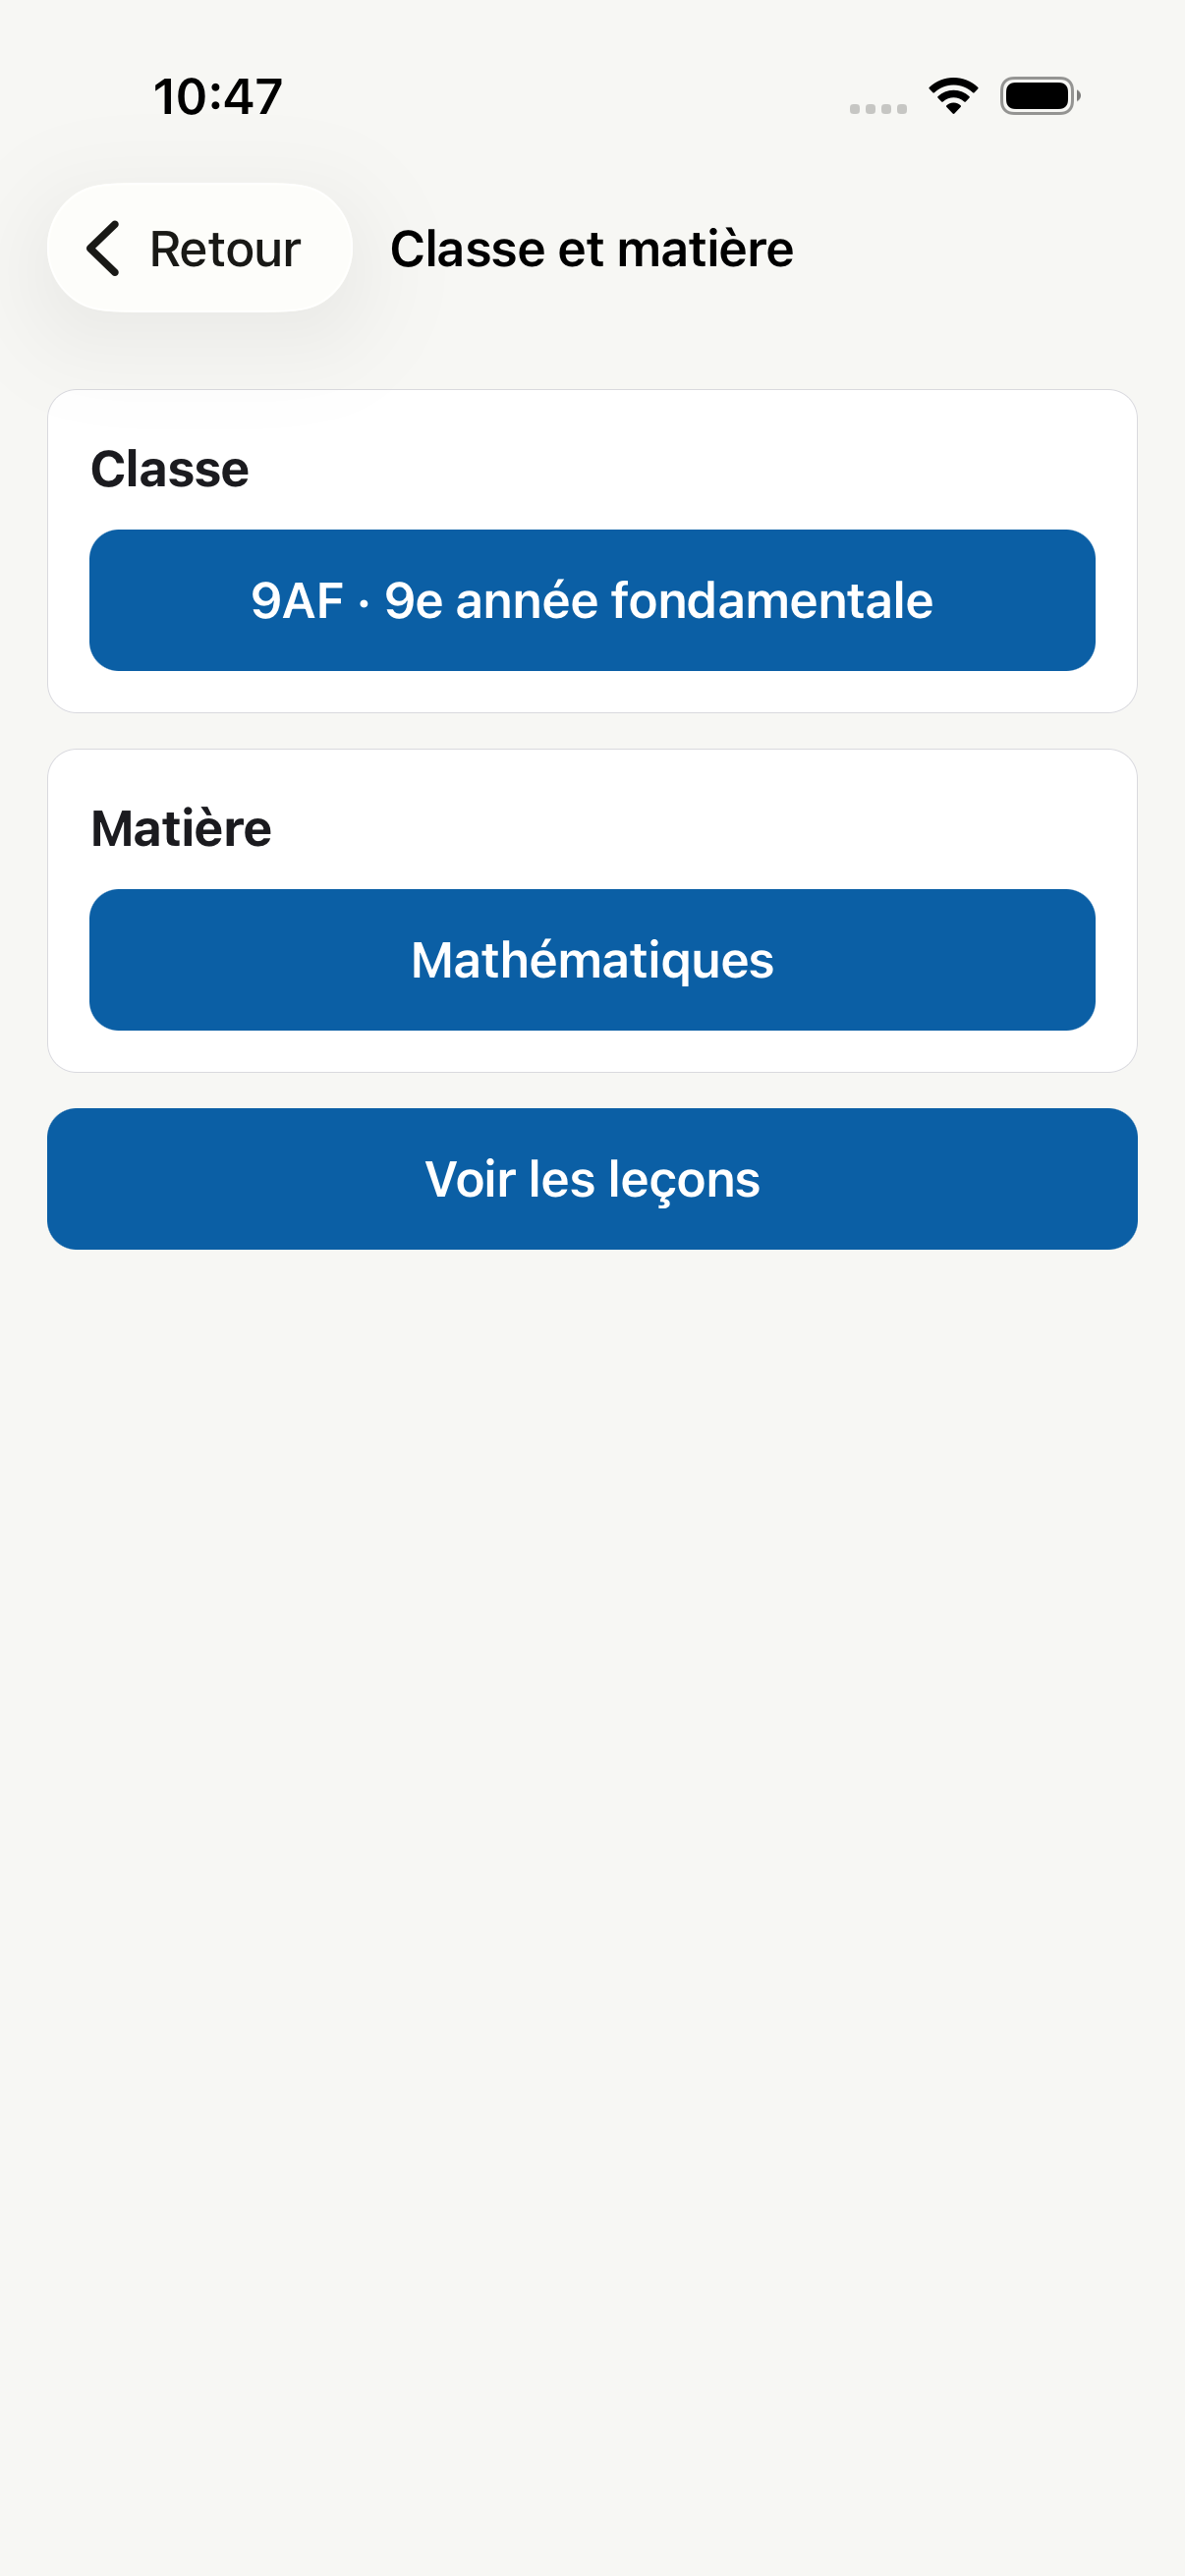 10:47
Retour
Classe et matière
Classe
9AF · 9e année fondamentale
Matière
Mathématiques
Voir les leçons